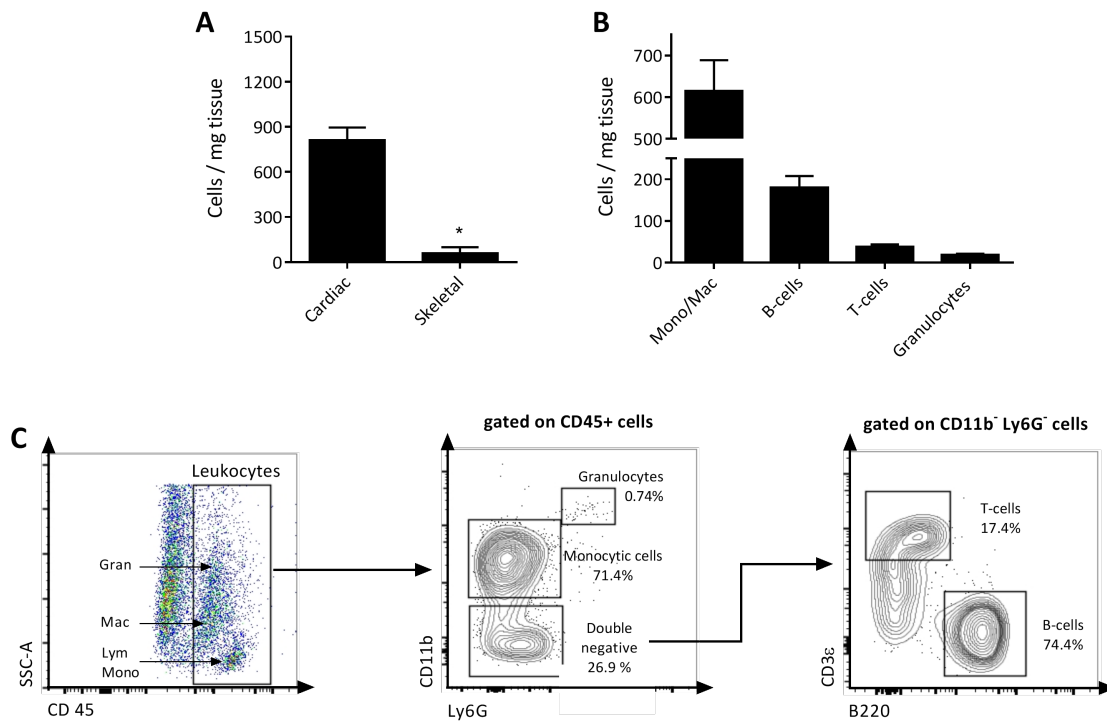 A
1500
1200
900
600
300
0
Cells / mg tissue
*
Cardiac
Skeletal
B
700
600
500
200
100
0
Cells / mg tissue
Mono/Mac
B-cells
T-cells
Granulocytes
C
Leukocytes
Gran
Mac
Lym
Mono
SSC-A
CD 45
gated on CD45+ cells
Granulocytes
0.74%
Monocytic cells
71.4%
Double
negative
26.9 %
CD11b
Ly6G
gated on CD11b⁻ Ly6G⁻ cells
T-cells
17.4%
B-cells
74.4%
CD3ε
B220